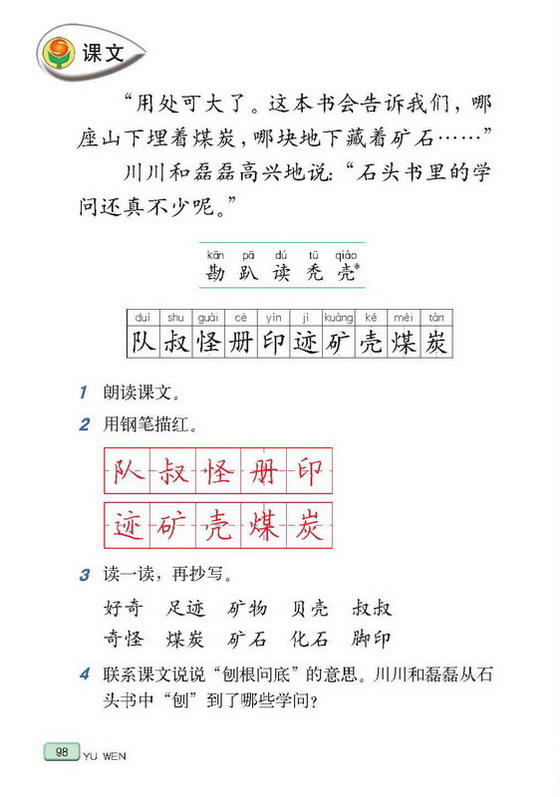 课文
“用处可大了。这本书会告诉我们，哪
座山下埋着煤炭，哪块地下藏着矿石……”
川川和磊磊高兴地说：“石头书里的学
问还真不少呢。”
kān pā dú tū qiào
勘 趴 读 秃 壳*
duì shu guài cè yìn jì kuàng ké méi tàn
队 叔 怪 册 印 迹 矿 壳 煤 炭
1 朗读课文。
2 用钢笔描红。
队 叔 怪 册 印
迹 矿 壳 煤 炭
3 读一读，再抄写。
好奇 足迹 矿物 贝壳 叔叔
奇怪 煤炭 矿石 化石 脚印
4 联系课文说说“刨根问底”的意思。川川和磊磊从石
头书中“刨”到了哪些学问？
98 YU WEN